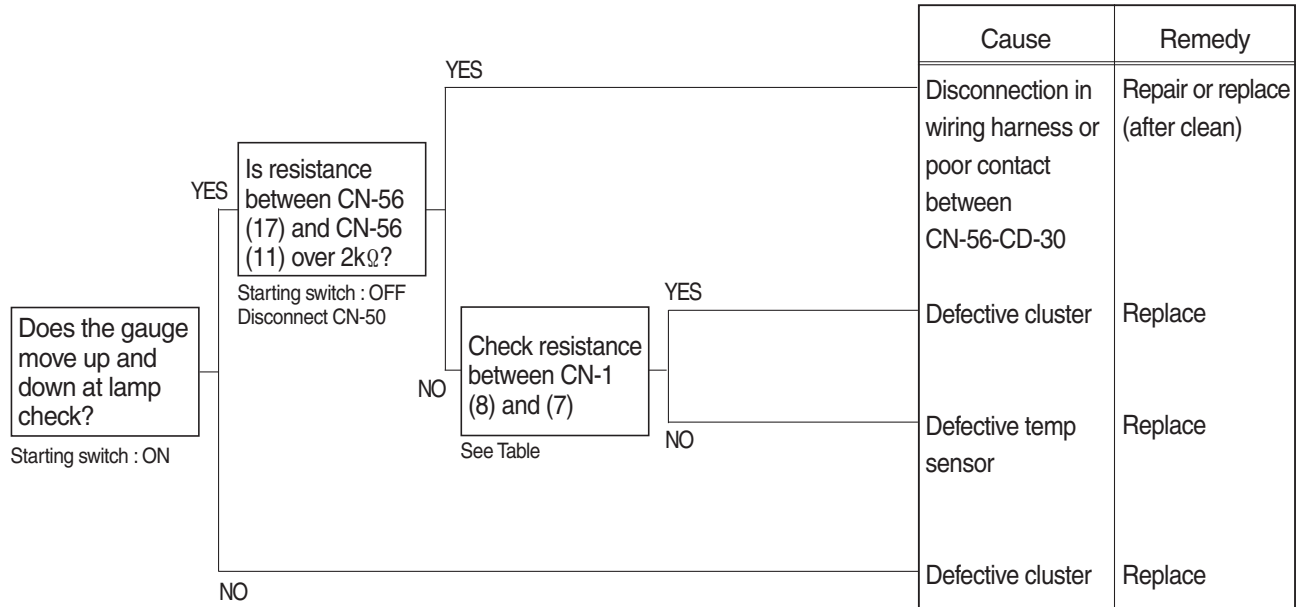 Cause
Remedy
YES
Disconnection in
wiring harness or
poor contact
between
CN-56-CD-30
Repair or replace
(after clean)
YES
Is resistance
between CN-56
(17) and CN-56
(11) over 2kΩ?
Starting switch : OFF
Disconnect CN-50
YES
Defective cluster
Replace
Does the gauge
move up and
down at lamp
check?
Starting switch : ON
NO
Check resistance
between CN-1
(8) and (7)
See Table
NO
Defective temp
sensor
Replace
NO
Defective cluster
Replace